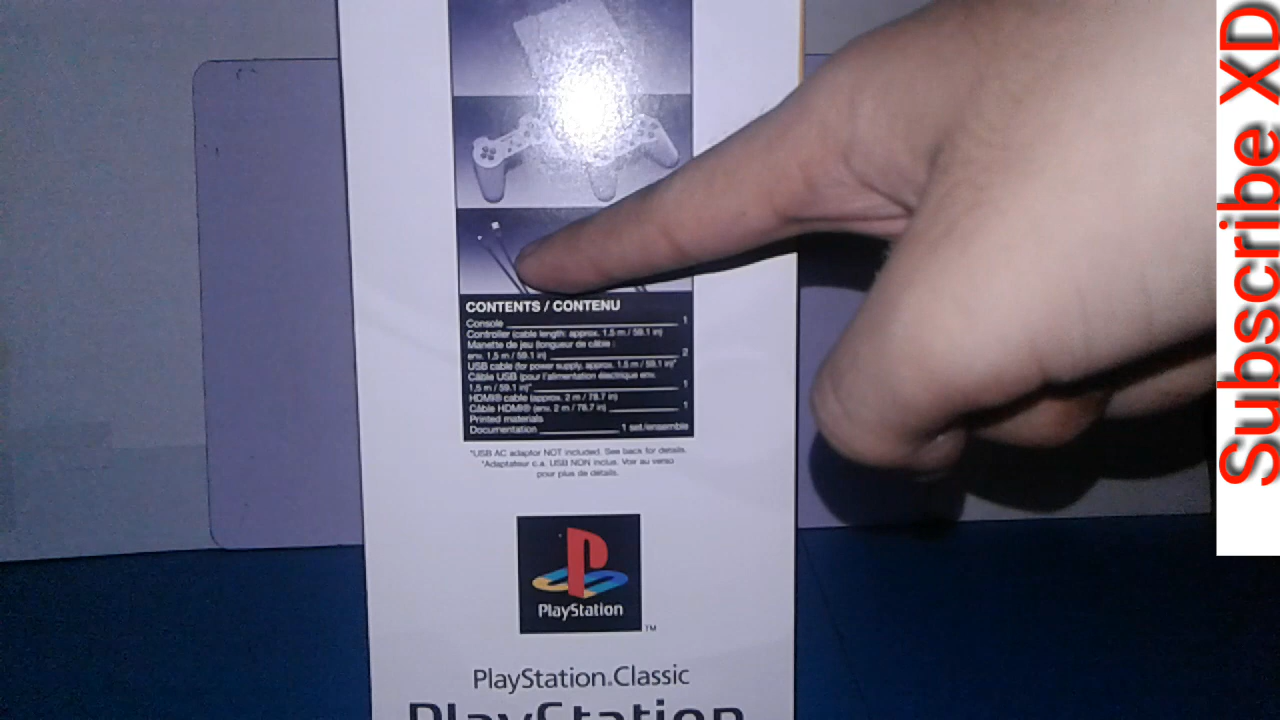 CONTENTS / CONTENU
Console 1
Controller (cable length: approx. 1.5 m / 59.1 in)
Manette de jeu (longueur de câble :
env. 1,5 m / 59.1 in) 2
USB cable (for power supply, approx. 1.5 m / 59.1 in)*
Câble USB (pour l'alimentation électrique env.
1,5 m / 59.1 in)* 1
HDMI® cable (approx. 2 m / 78.7 in)
Câble HDMI® (env. 2 m / 78.7 in) 1
Printed materials
Documentation 1 set/ensemble
*USB AC adaptor NOT included. See back for details.
*Adaptateur c.a. USB NON inclus. Voir au verso
pour plus de détails.
PlayStation
TM
PlayStation.Classic
PlayStation
Subscribe XD